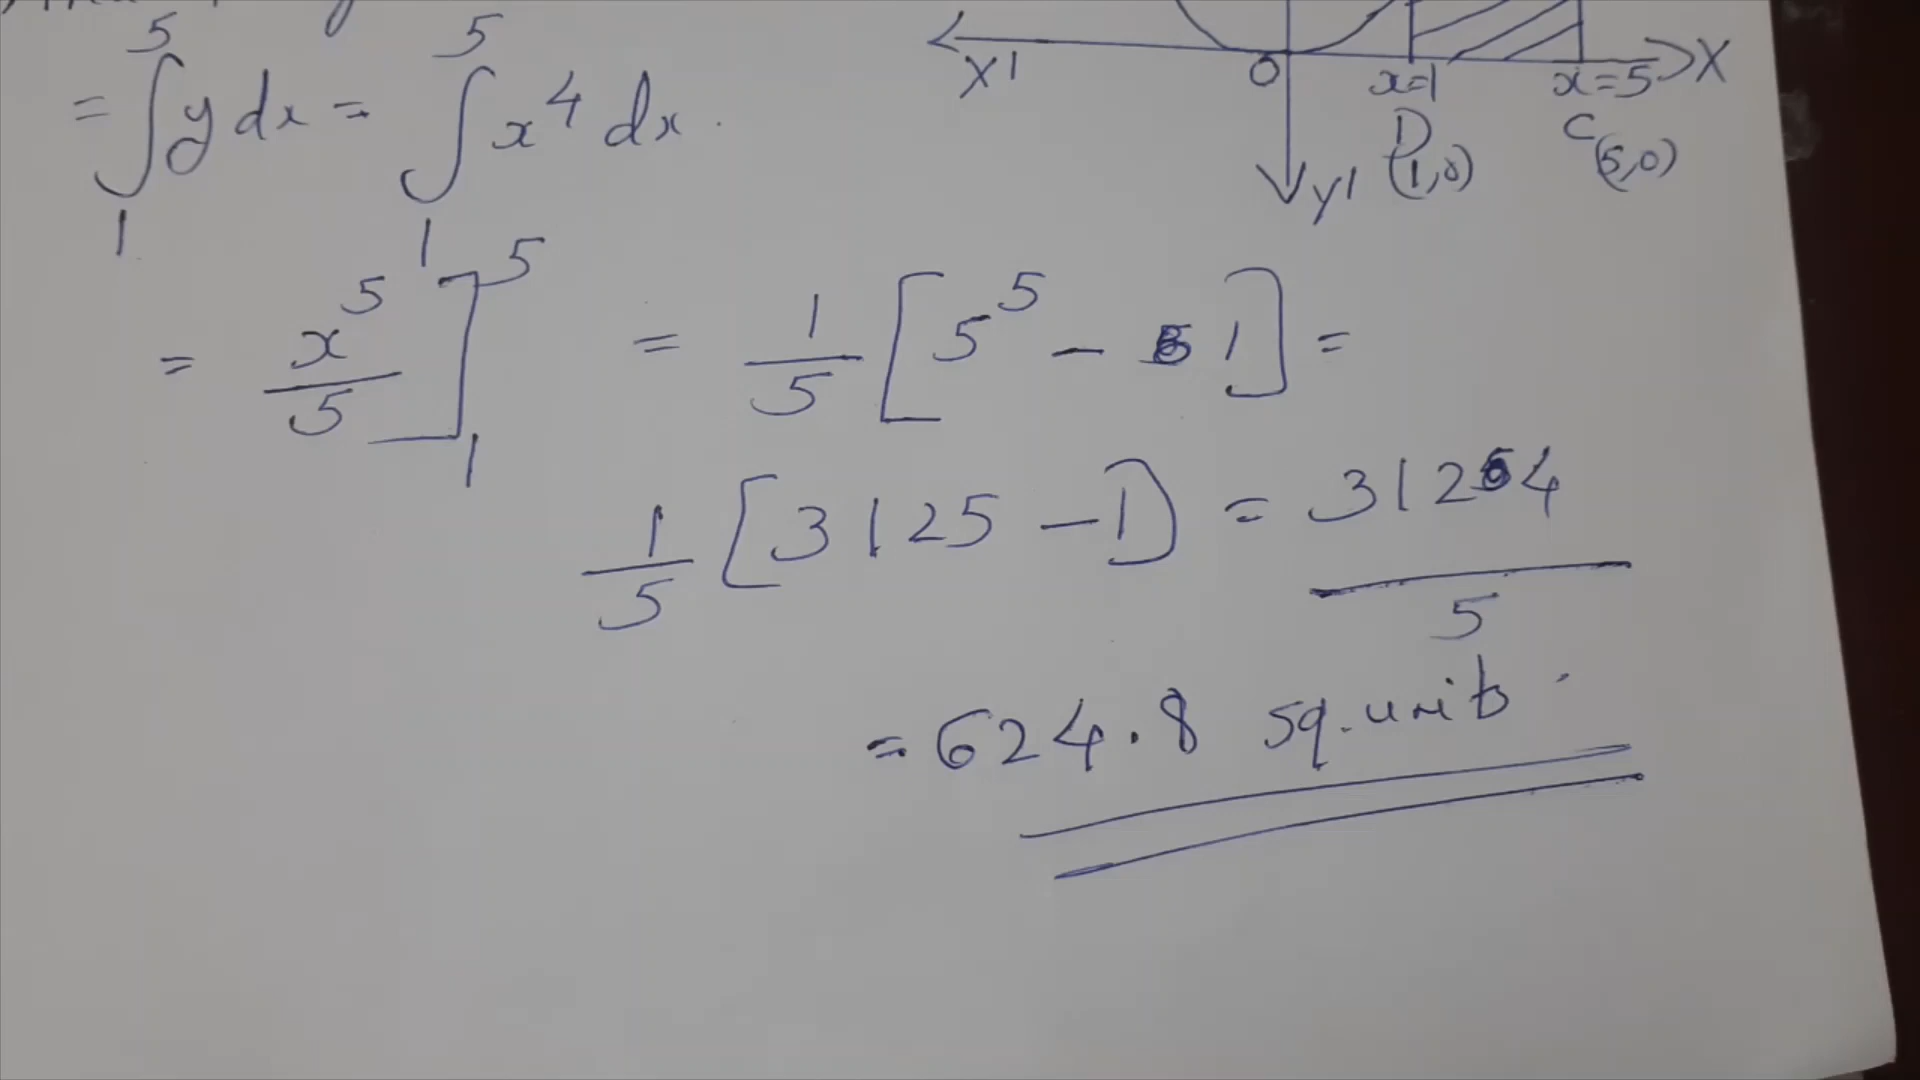 = ∫₁⁵ y dx = ∫₁⁵ x⁴ dx.
X' O x=1 x=5 X
D C
Y' (1,0) (5,0)
= x⁵/5 ]₁⁵ = 1/5 [5⁵ - 1] =
1/5 [3125 - 1] = 3124/5
= 624.8 sq. units.